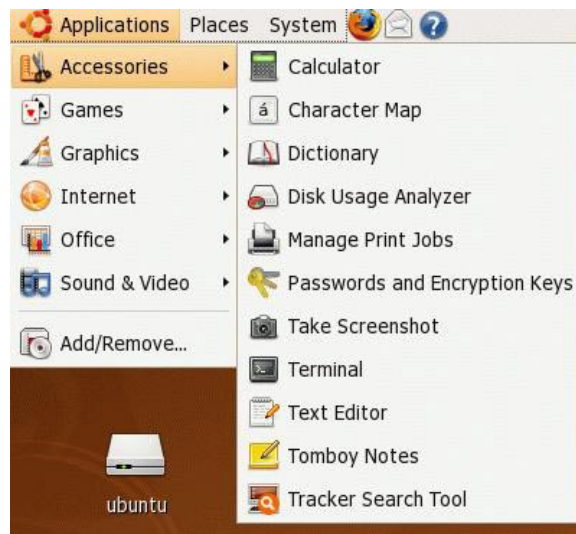 Applications Places System
Accessories
Games
Graphics
Internet
Office
Sound & Video
Add/Remove...
Calculator
á Character Map
Dictionary
Disk Usage Analyzer
Manage Print Jobs
Passwords and Encryption Keys
Take Screenshot
Terminal
Text Editor
Tomboy Notes
Tracker Search Tool
ubuntu